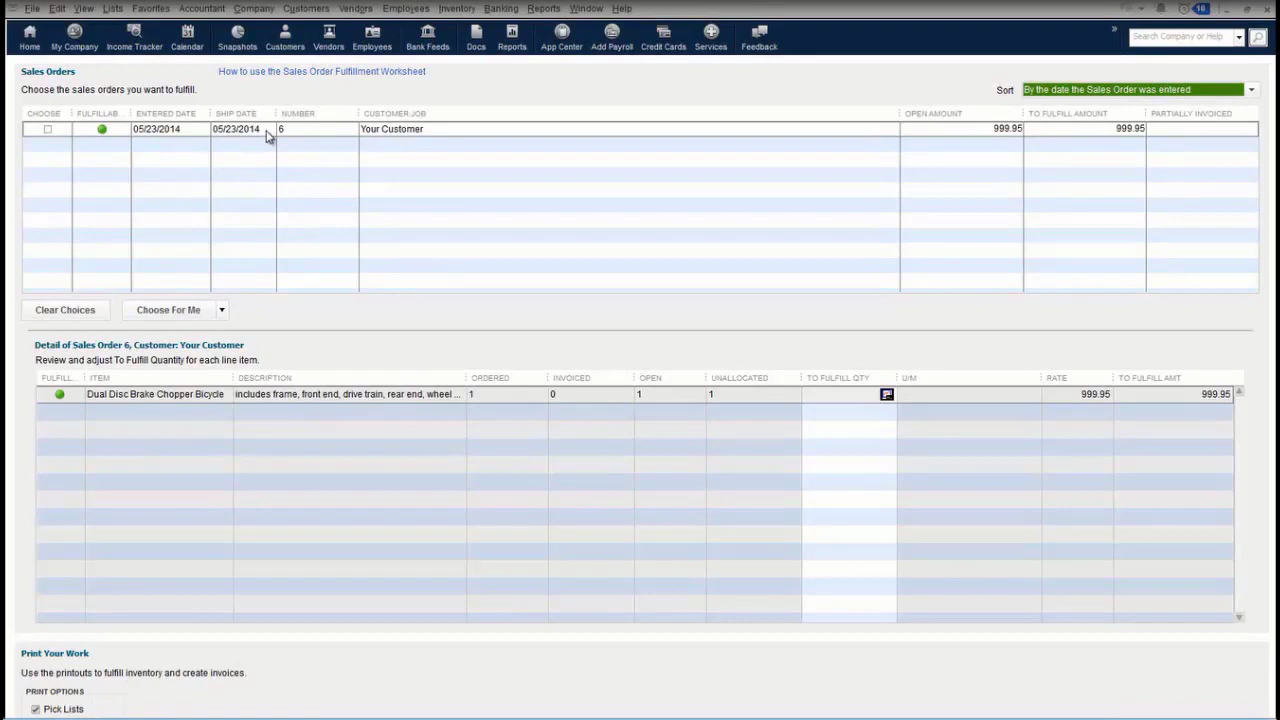 File Edit View Lists Favorites Accountant Company Customers Vendors Employees Inventory Banking Reports Window Help 18
Home My Company Income Tracker Calendar Snapshots Customers Vendors Employees Bank Feeds Docs Reports App Center Add Payroll Credit Cards Services Feedback » Search Company or Help
Sales Orders How to use the Sales Order Fulfillment Worksheet
Choose the sales orders you want to fulfill. Sort By the date the Sales Order was entered
CHOOSE FULFILLAB... ENTERED DATE SHIP DATE NUMBER CUSTOMER:JOB OPEN AMOUNT TO FULFILL AMOUNT PARTIALLY INVOICED
05/23/2014 05/23/2014 6 Your Customer 999.95 999.95
Clear Choices Choose For Me
Detail of Sales Order 6, Customer: Your Customer
Review and adjust To Fulfill Quantity for each line item.
FULFILL... ITEM DESCRIPTION ORDERED INVOICED OPEN UNALLOCATED TO FULFILL QTY U/M RATE TO FULFILL AMT
Dual Disc Brake Chopper Bicycle includes frame, front end, drive train, rear end, wheel ... 1 0 1 1 999.95 999.95
Print Your Work
Use the printouts to fulfill inventory and create invoices.
PRINT OPTIONS
Pick Lists